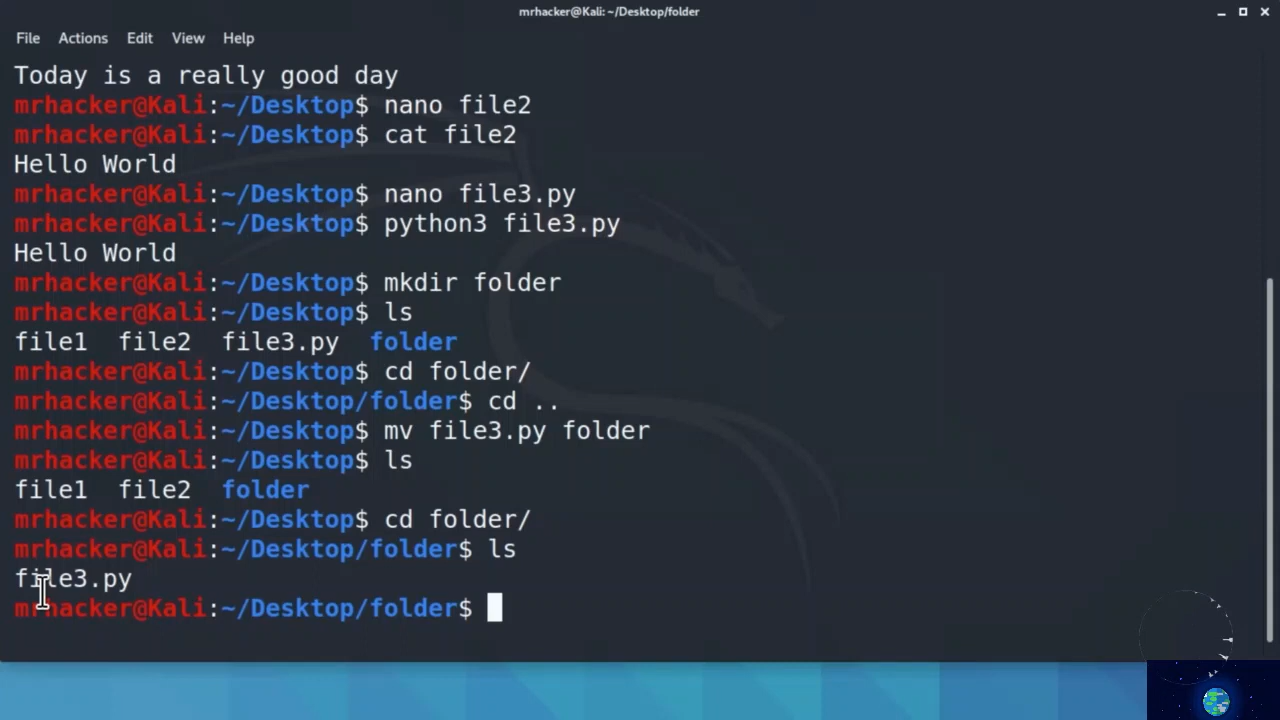 mrhacker@Kali: ~/Desktop/folder
File Actions Edit View Help
Today is a really good day
mrhacker@Kali:~/Desktop$ nano file2
mrhacker@Kali:~/Desktop$ cat file2
Hello World
mrhacker@Kali:~/Desktop$ nano file3.py
mrhacker@Kali:~/Desktop$ python3 file3.py
Hello World
mrhacker@Kali:~/Desktop$ mkdir folder
mrhacker@Kali:~/Desktop$ ls
file1 file2 file3.py folder
mrhacker@Kali:~/Desktop$ cd folder/
mrhacker@Kali:~/Desktop/folder$ cd ..
mrhacker@Kali:~/Desktop$ mv file3.py folder
mrhacker@Kali:~/Desktop$ ls
file1 file2 folder
mrhacker@Kali:~/Desktop$ cd folder/
mrhacker@Kali:~/Desktop/folder$ ls
file3.py
mrhacker@Kali:~/Desktop/folder$